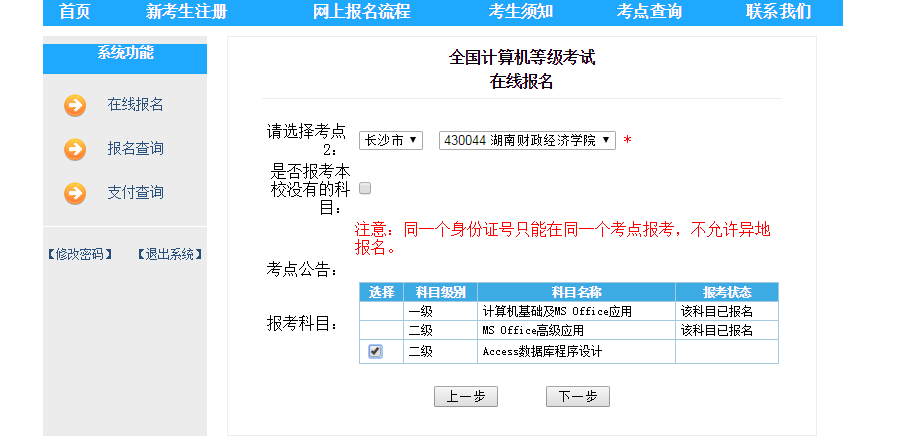 首页 新考生注册 网上报名流程 考生须知 考点查询 联系我们
系统功能
在线报名
报名查询
支付查询
【修改密码】 【退出系统】
全国计算机等级考试
在线报名
请选择考点
2：
长沙市 430044 湖南财政经济学院 *
是否报考本
校没有的科
目：
注意：同一个身份证号只能在同一个考点报考，不允许异地
报名。
考点公告：
报考科目：
选择 科目级别 科目名称 报考状态
一级 计算机基础及MS Office应用 该科目已报名
二级 MS Office高级应用 该科目已报名
二级 Access数据库程序设计
上一步 下一步